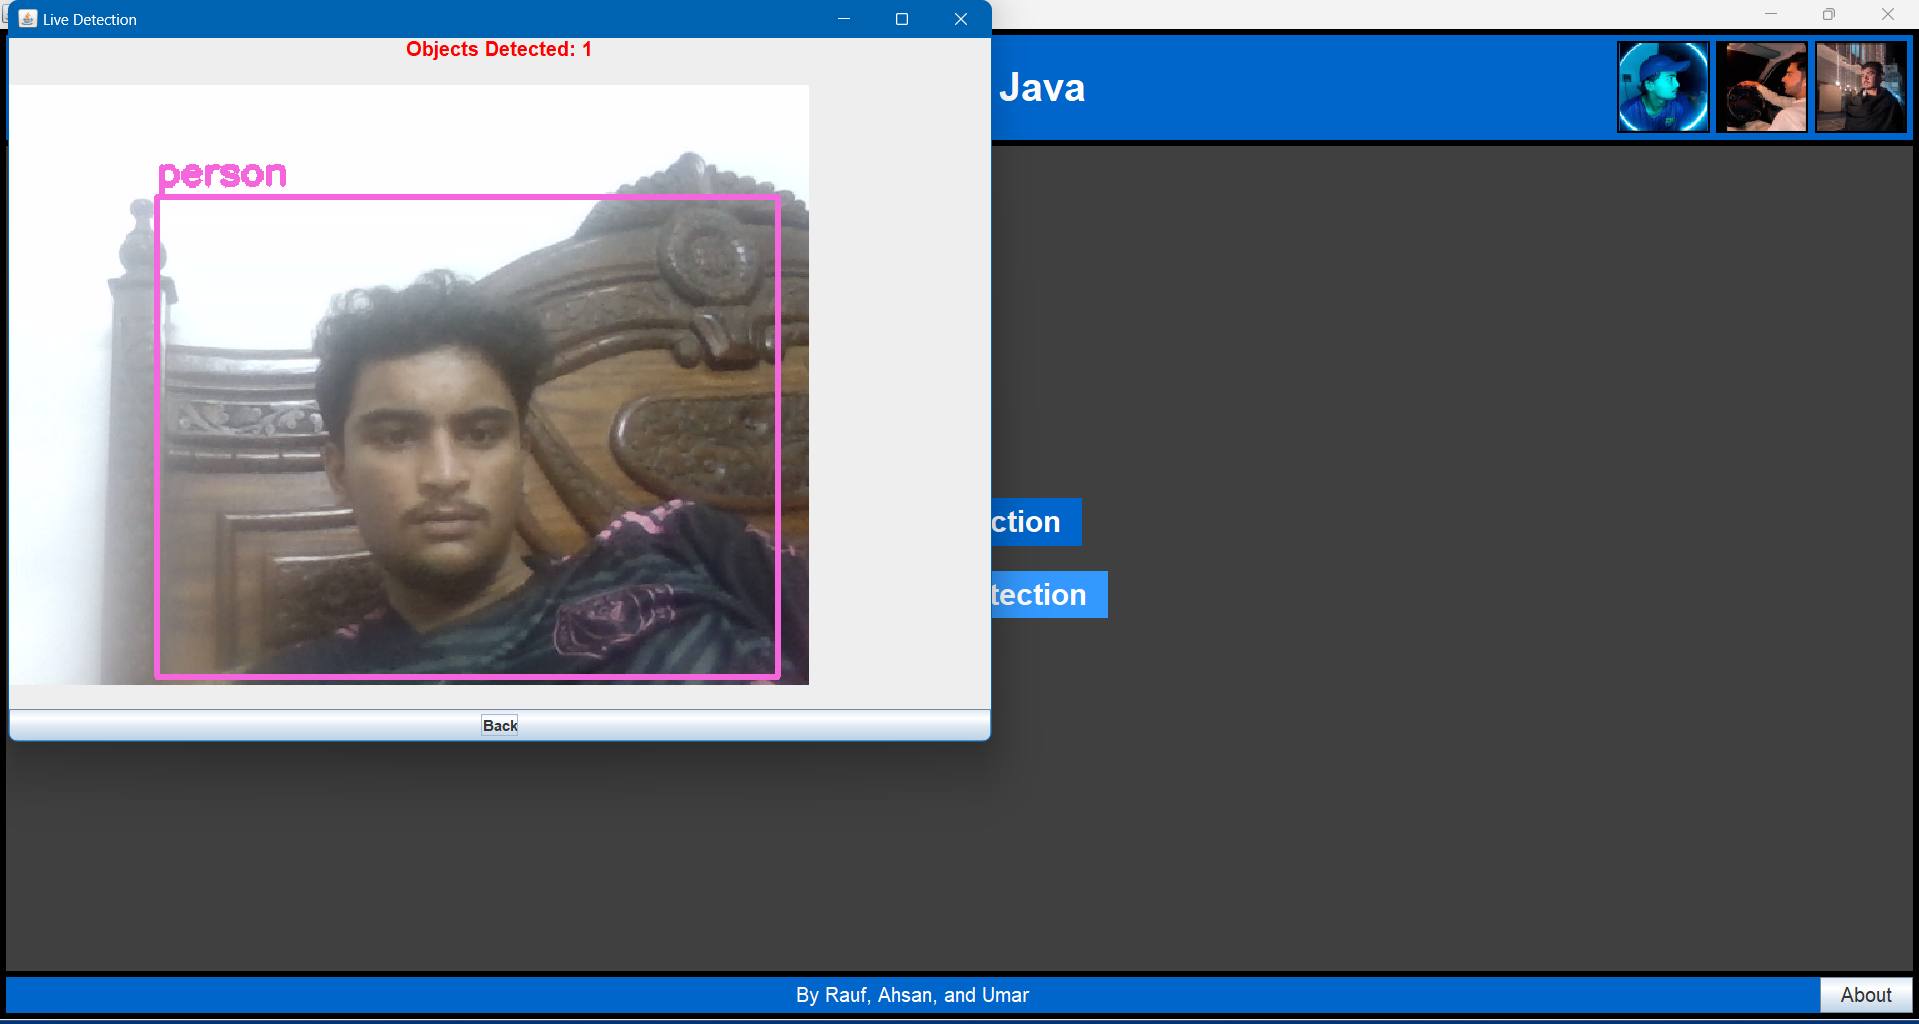 Live Detection
Objects Detected: 1
Java
person
ction
tection
Back
By Rauf, Ahsan, and Umar
About